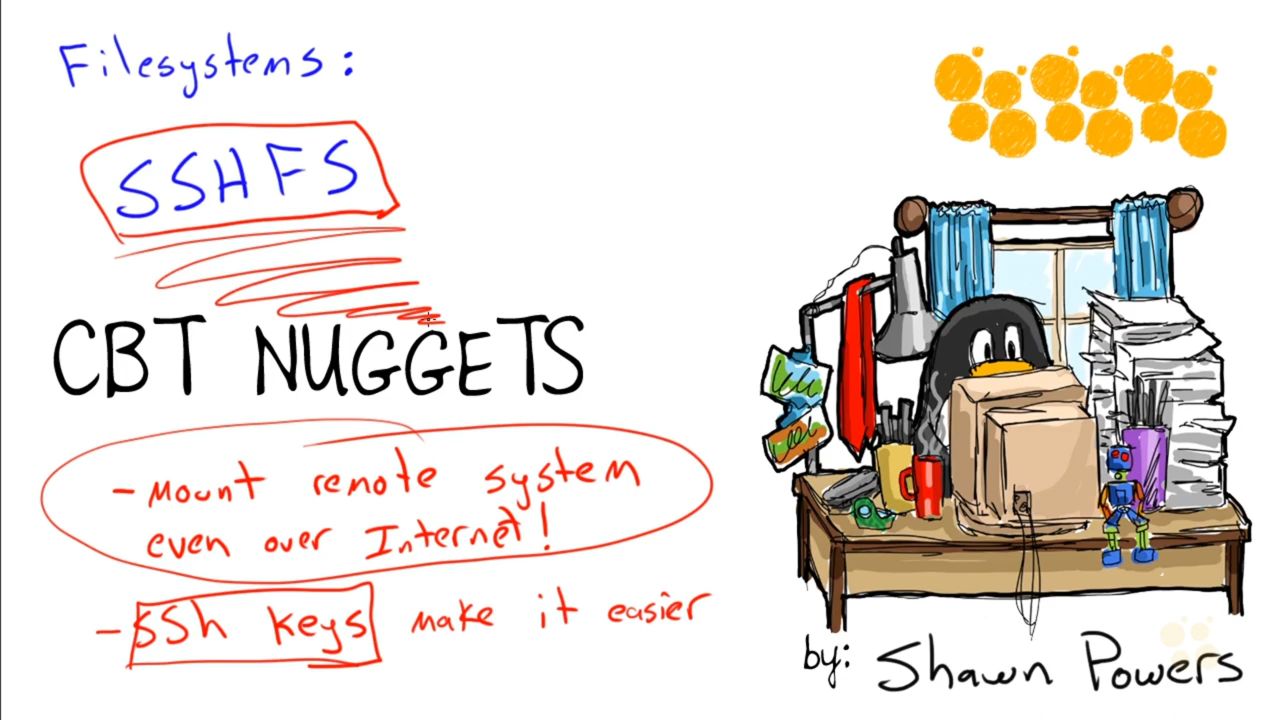 Filesystems:
SSHFS
CBT NUGGETS
- Mount remote system
even over Internet!
- ssh keys make it easier
by: Shawn Powers